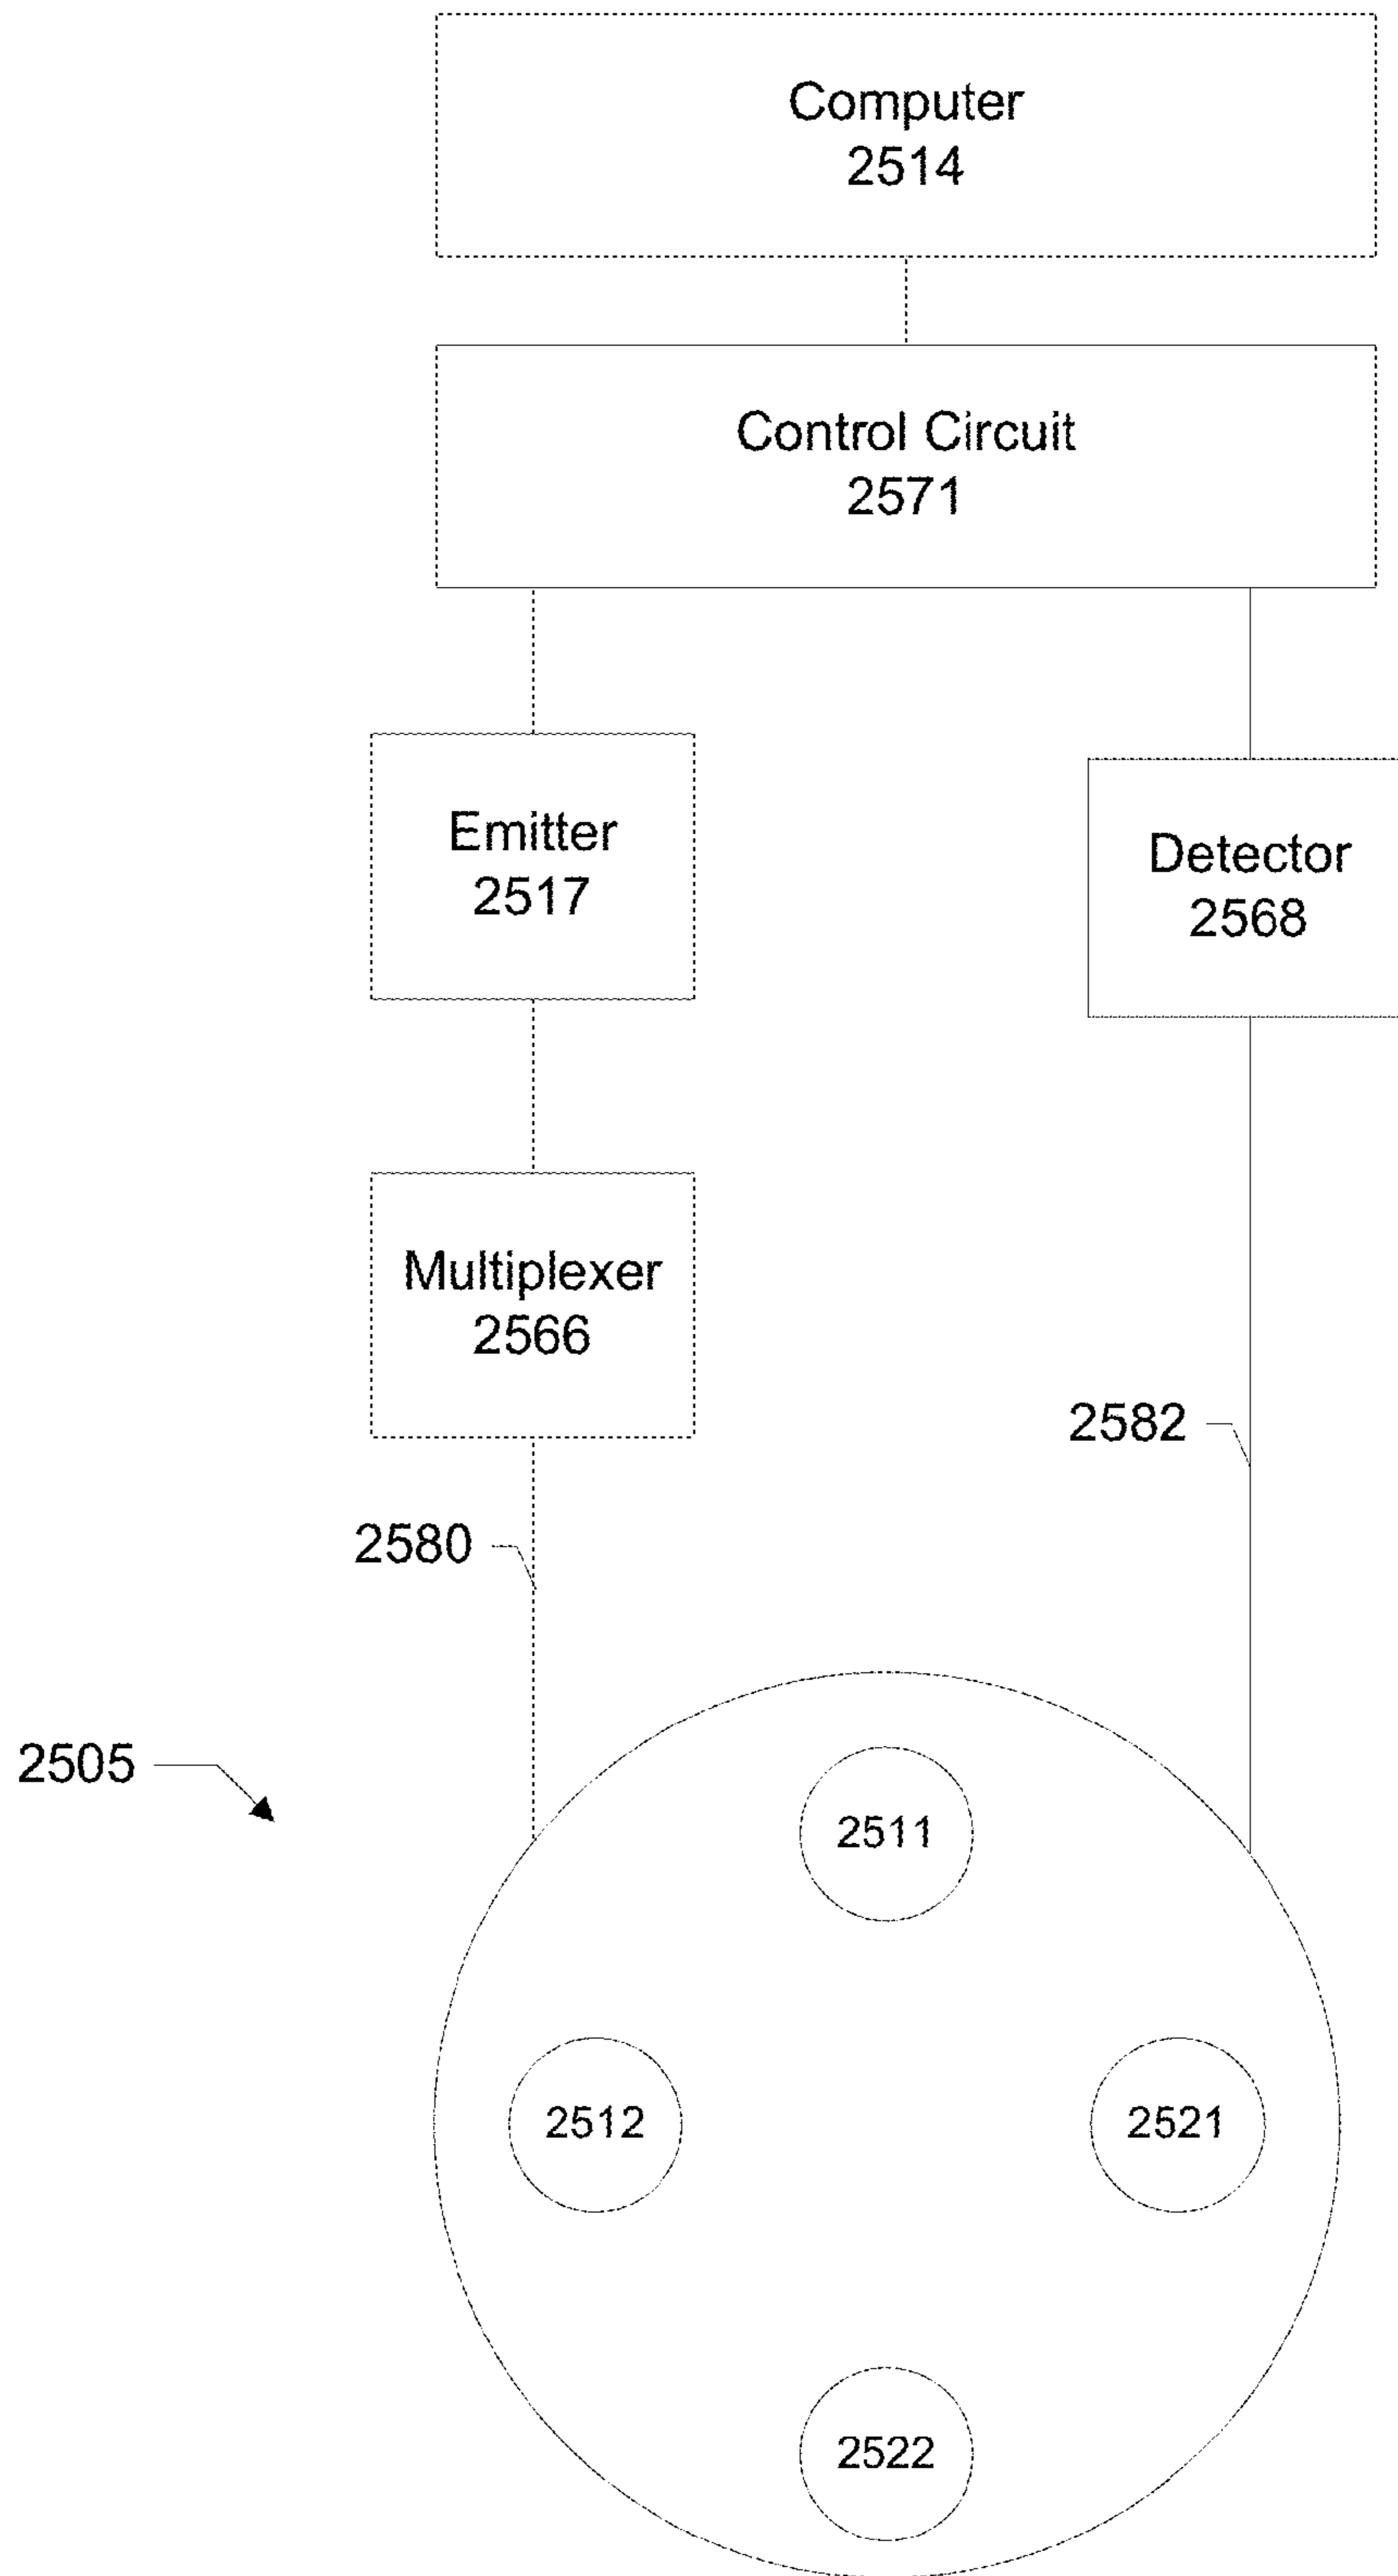 Computer
2514
Control Circuit
2571
Emitter
2517
Detector
2568
Multiplexer
2566
2582
2580
2505
2511
2512
2521
2522